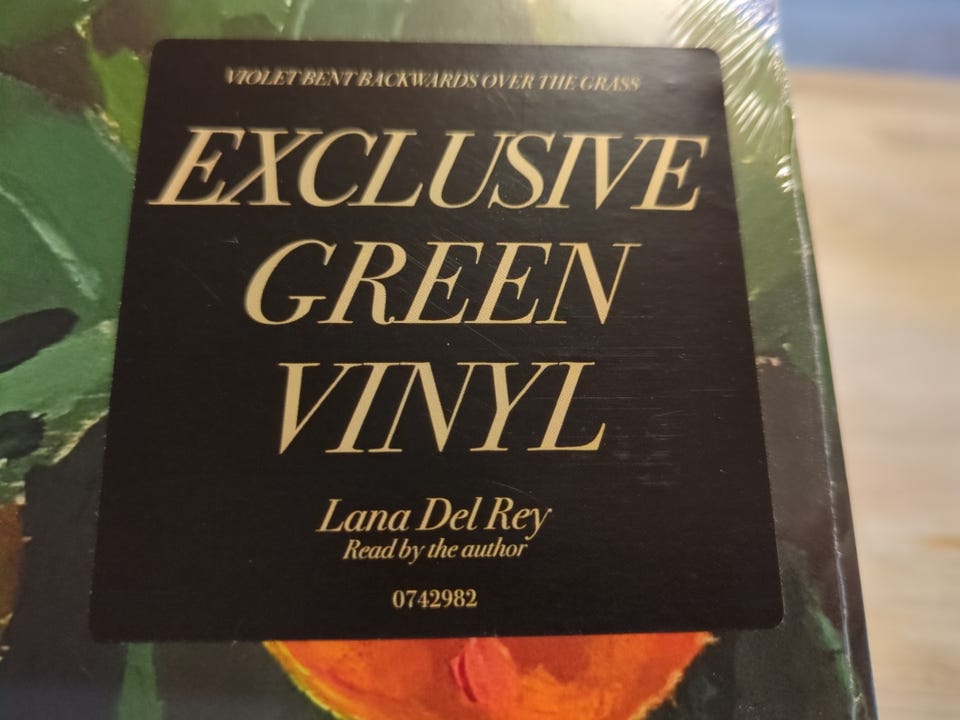 VIOLET BENT BACKWARDS OVER THE GRASS
EXCLUSIVE
GREEN
VINYL
Lana Del Rey
Read by the author
0742982